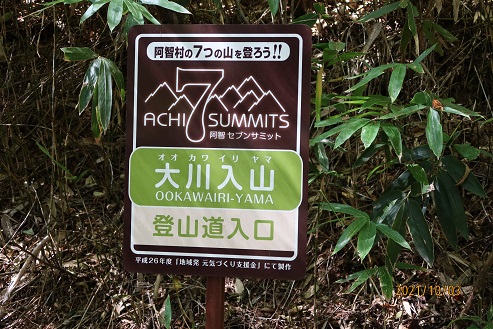 阿智村の7つの山を登ろう!!
ACHI 7 SUMMITS
阿智 セブンサミット
オオカワイリ ヤマ
大川入山
OOKAWAIRI-YAMA
登山道入口
平成26年度「地域発 元気づくり支援金」にて製作